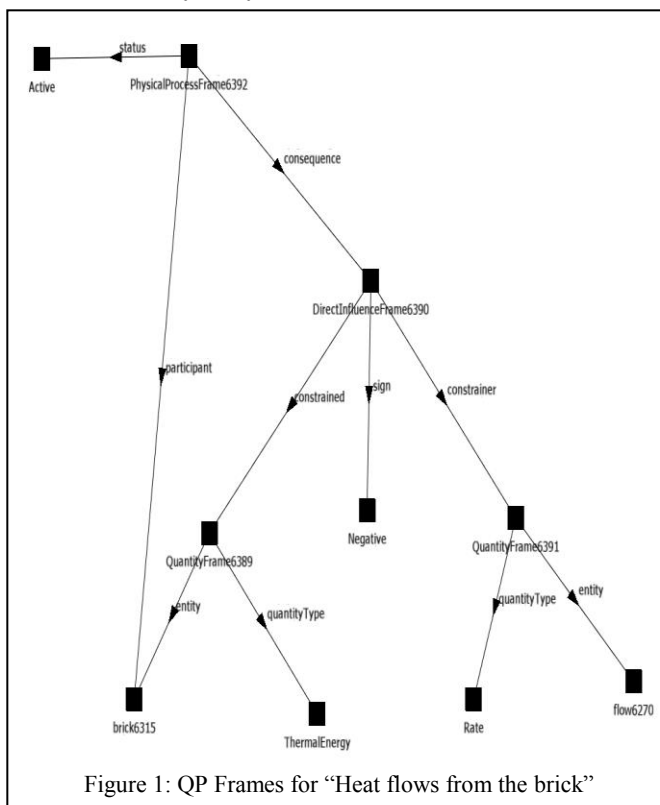 status
Active
PhysicalProcessFrame6392
consequence
DirectInfluenceFrame6390
participant
constrained
sign
constrainer
QuantityFrame6389
Negative
QuantityFrame6391
entity
quantityType
quantityType
entity
brick6315
ThermalEnergy
Rate
flow6270
Figure 1: QP Frames for “Heat flows from the brick”